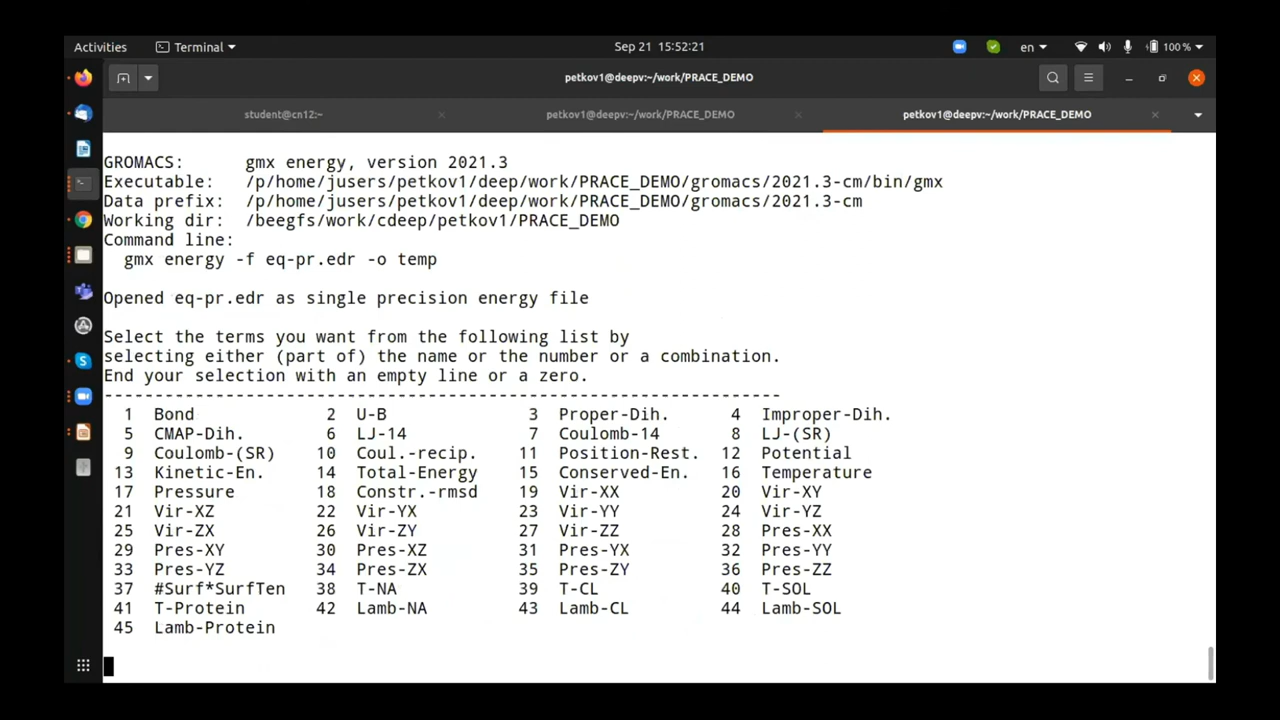 Activities Terminal Sep 21 15:52:21 en 100 %
petkov1@deepv:~/work/PRACE_DEMO
student@cn12:~ petkov1@deepv:~/work/PRACE_DEMO petkov1@deepv:~/work/PRACE_DEMO
GROMACS: gmx energy, version 2021.3
Executable: /p/home/jusers/petkov1/deep/work/PRACE_DEMO/gromacs/2021.3-cm/bin/gmx
Data prefix: /p/home/jusers/petkov1/deep/work/PRACE_DEMO/gromacs/2021.3-cm
Working dir: /beegfs/work/cdeep/petkov1/PRACE_DEMO
Command line:
gmx energy -f eq-pr.edr -o temp
Opened eq-pr.edr as single precision energy file
Select the terms you want from the following list by
selecting either (part of) the name or the number or a combination.
End your selection with an empty line or a zero.
-------------------------------------------------------------------
1 Bond 2 U-B 3 Proper-Dih. 4 Improper-Dih.
5 CMAP-Dih. 6 LJ-14 7 Coulomb-14 8 LJ-(SR)
9 Coulomb-(SR) 10 Coul.-recip. 11 Position-Rest. 12 Potential
13 Kinetic-En. 14 Total-Energy 15 Conserved-En. 16 Temperature
17 Pressure 18 Constr.-rmsd 19 Vir-XX 20 Vir-XY
21 Vir-XZ 22 Vir-YX 23 Vir-YY 24 Vir-YZ
25 Vir-ZX 26 Vir-ZY 27 Vir-ZZ 28 Pres-XX
29 Pres-XY 30 Pres-XZ 31 Pres-YX 32 Pres-YY
33 Pres-YZ 34 Pres-ZX 35 Pres-ZY 36 Pres-ZZ
37 #Surf*SurfTen 38 T-NA 39 T-CL 40 T-SOL
41 T-Protein 42 Lamb-NA 43 Lamb-CL 44 Lamb-SOL
45 Lamb-Protein